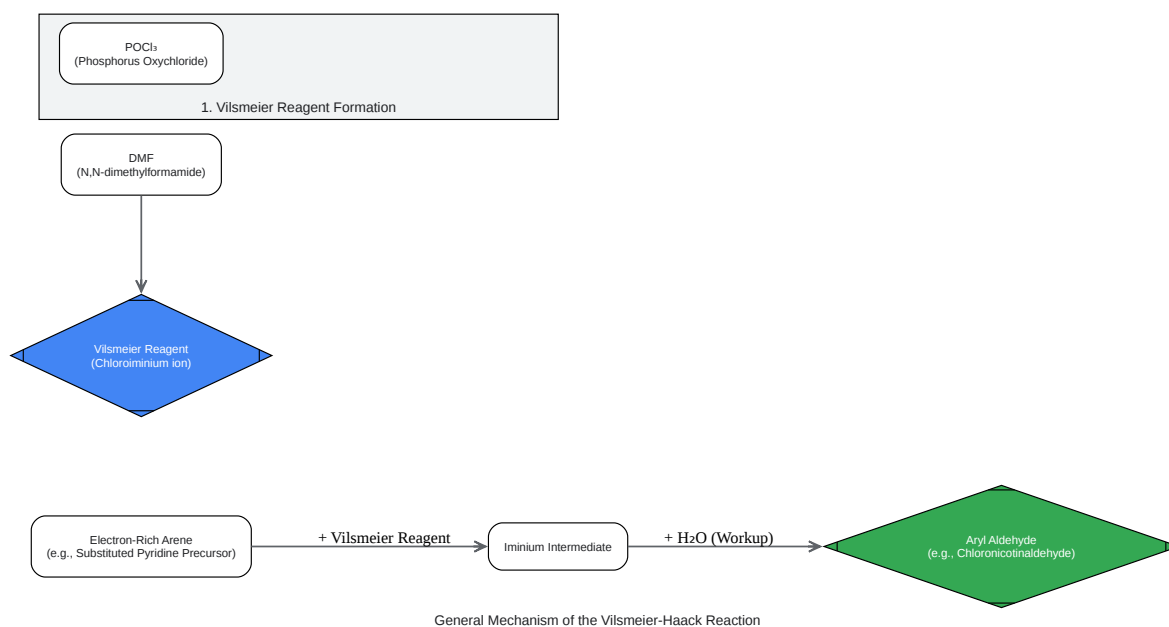 POCl₃
(Phosphorus Oxychloride)
1. Vilsmeier Reagent Formation
DMF
(N,N-dimethylformamide)
Vilsmeier Reagent
(Chloroiminium ion)
Electron-Rich Arene
(e.g., Substituted Pyridine Precursor)
+ Vilsmeier Reagent
Iminium Intermediate
+ H₂O (Workup)
Aryl Aldehyde
(e.g., Chloronicotinaldehyde)
General Mechanism of the Vilsmeier-Haack Reaction